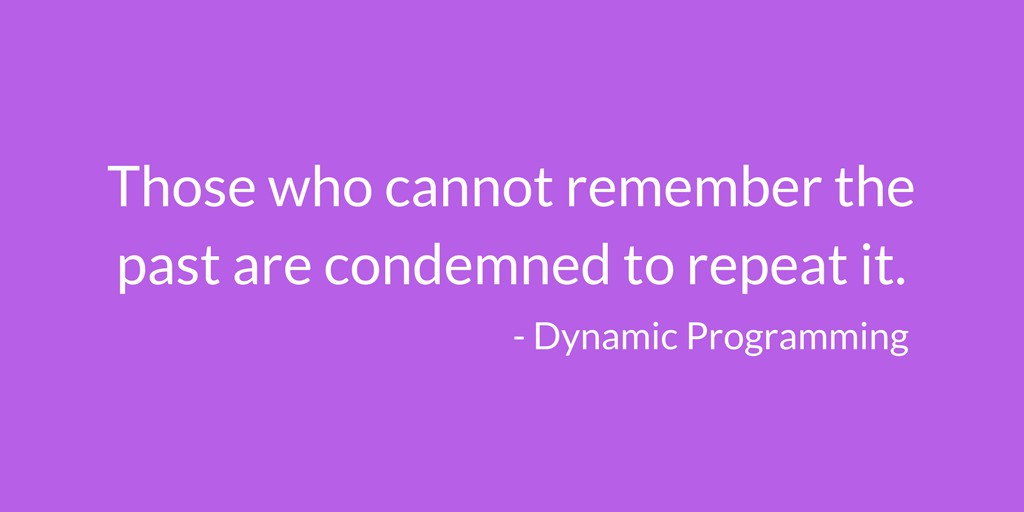 Those who cannot remember the
past are condemned to repeat it.
- Dynamic Programming